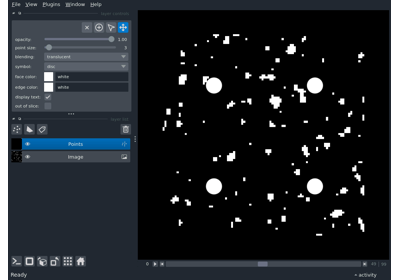 File View Plugins Window Help
opacity: 1.00
point size: 3
blending: translucent
symbol: disc
face color: white
edge color: white
display text: ✓
out of slice:
Points
Image
0
Ready
activity